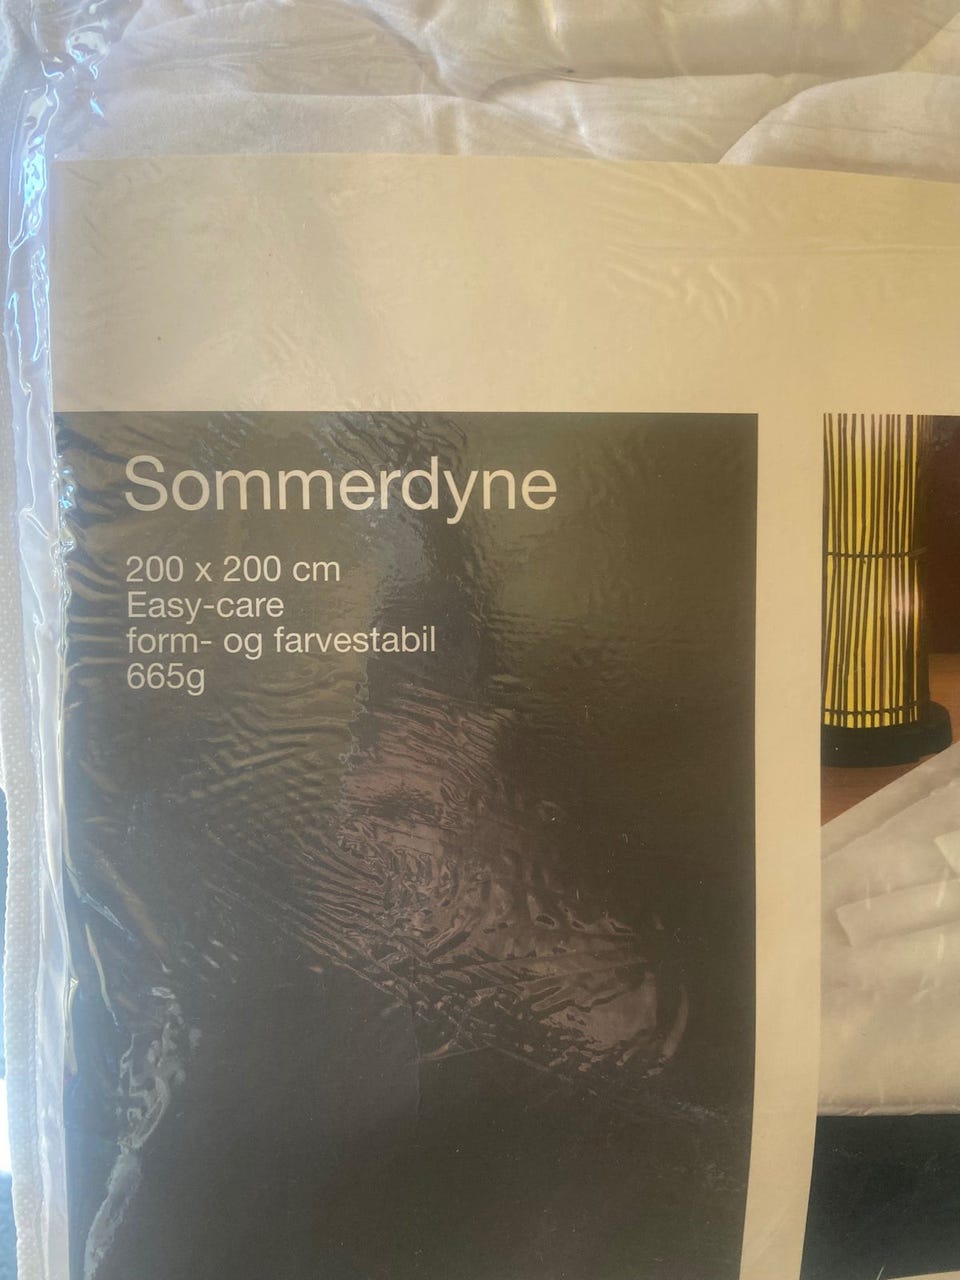 Sommerdyne
200 x 200 cm
Easy-care
form- og farvestabil
665g